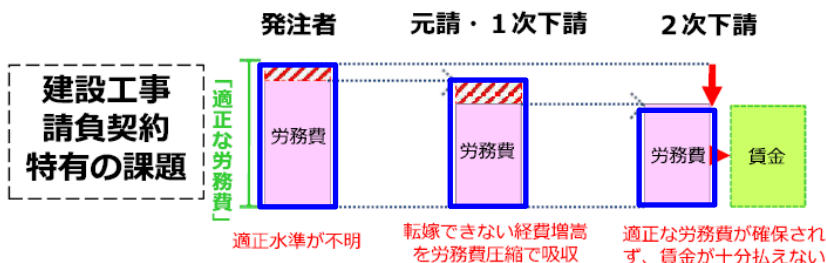 発注者
元請・１次下請
２次下請
建設工事
請負契約
特有の課題
「適正な労務費」
労務費
労務費
労務費
賃金
適正水準が不明
転嫁できない経費増嵩
を労務費圧縮で吸収
適正な労務費が確保され
ず、賃金が十分払えない